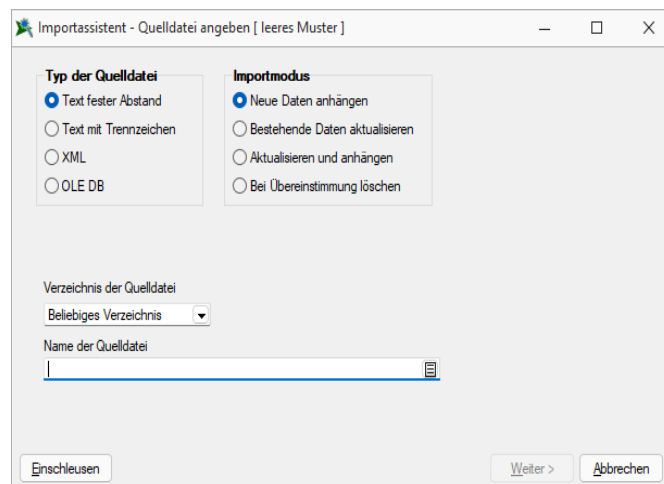 Importassistent - Quelldatei angeben [ leeres Muster ]
Typ der Quelldatei
Text fester Abstand
Text mit Trennzeichen
XML
OLE DB
Importmodus
Neue Daten anhängen
Bestehende Daten aktualisieren
Aktualisieren und anhängen
Bei Übereinstimmung löschen
Verzeichnis der Quelldatei
Beliebiges Verzeichnis
Name der Quelldatei
Einschleusen
Weiter >
Abbrechen